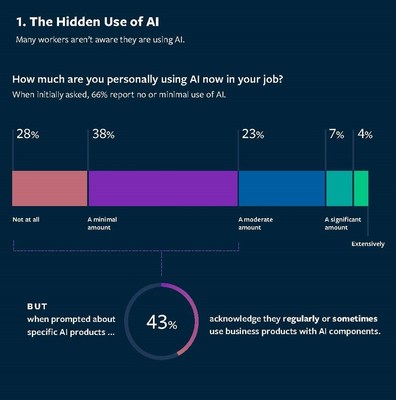 1. The Hidden Use of AI
Many workers aren't aware they are using AI.
How much are you personally using AI now in your job?
When initially asked, 66% report no or minimal use of AI.
28% 38% 23% 7% 4%
Not at all
A minimal
amount
A moderate
amount
A significant
amount
Extensively
BUT
when prompted about
specific AI products ...
43%
acknowledge they regularly or sometimes
use business products with AI components.